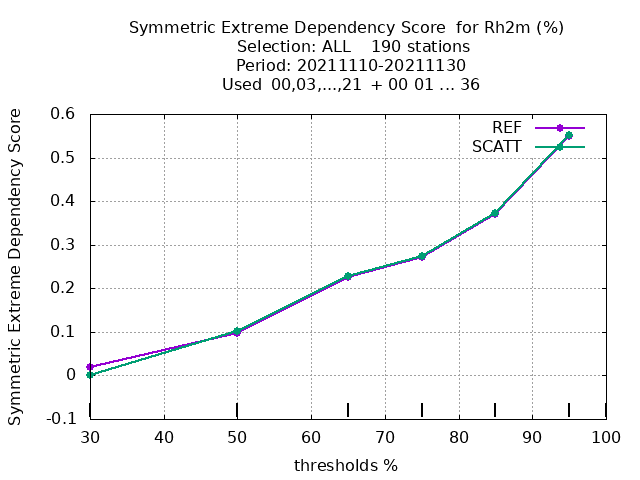 Symmetric Extreme Dependency Score  for Rh2m (%)
Selection: ALL    190 stations
Period: 20211110-20211130
Used  00,03,...,21  + 00 01 ... 36
Symmetric Extreme Dependency Score
0.6
0.5
0.4
0.3
0.2
0.1
0
-0.1
REF
SCATT
30 40 50 60 70 80 90 100
thresholds %